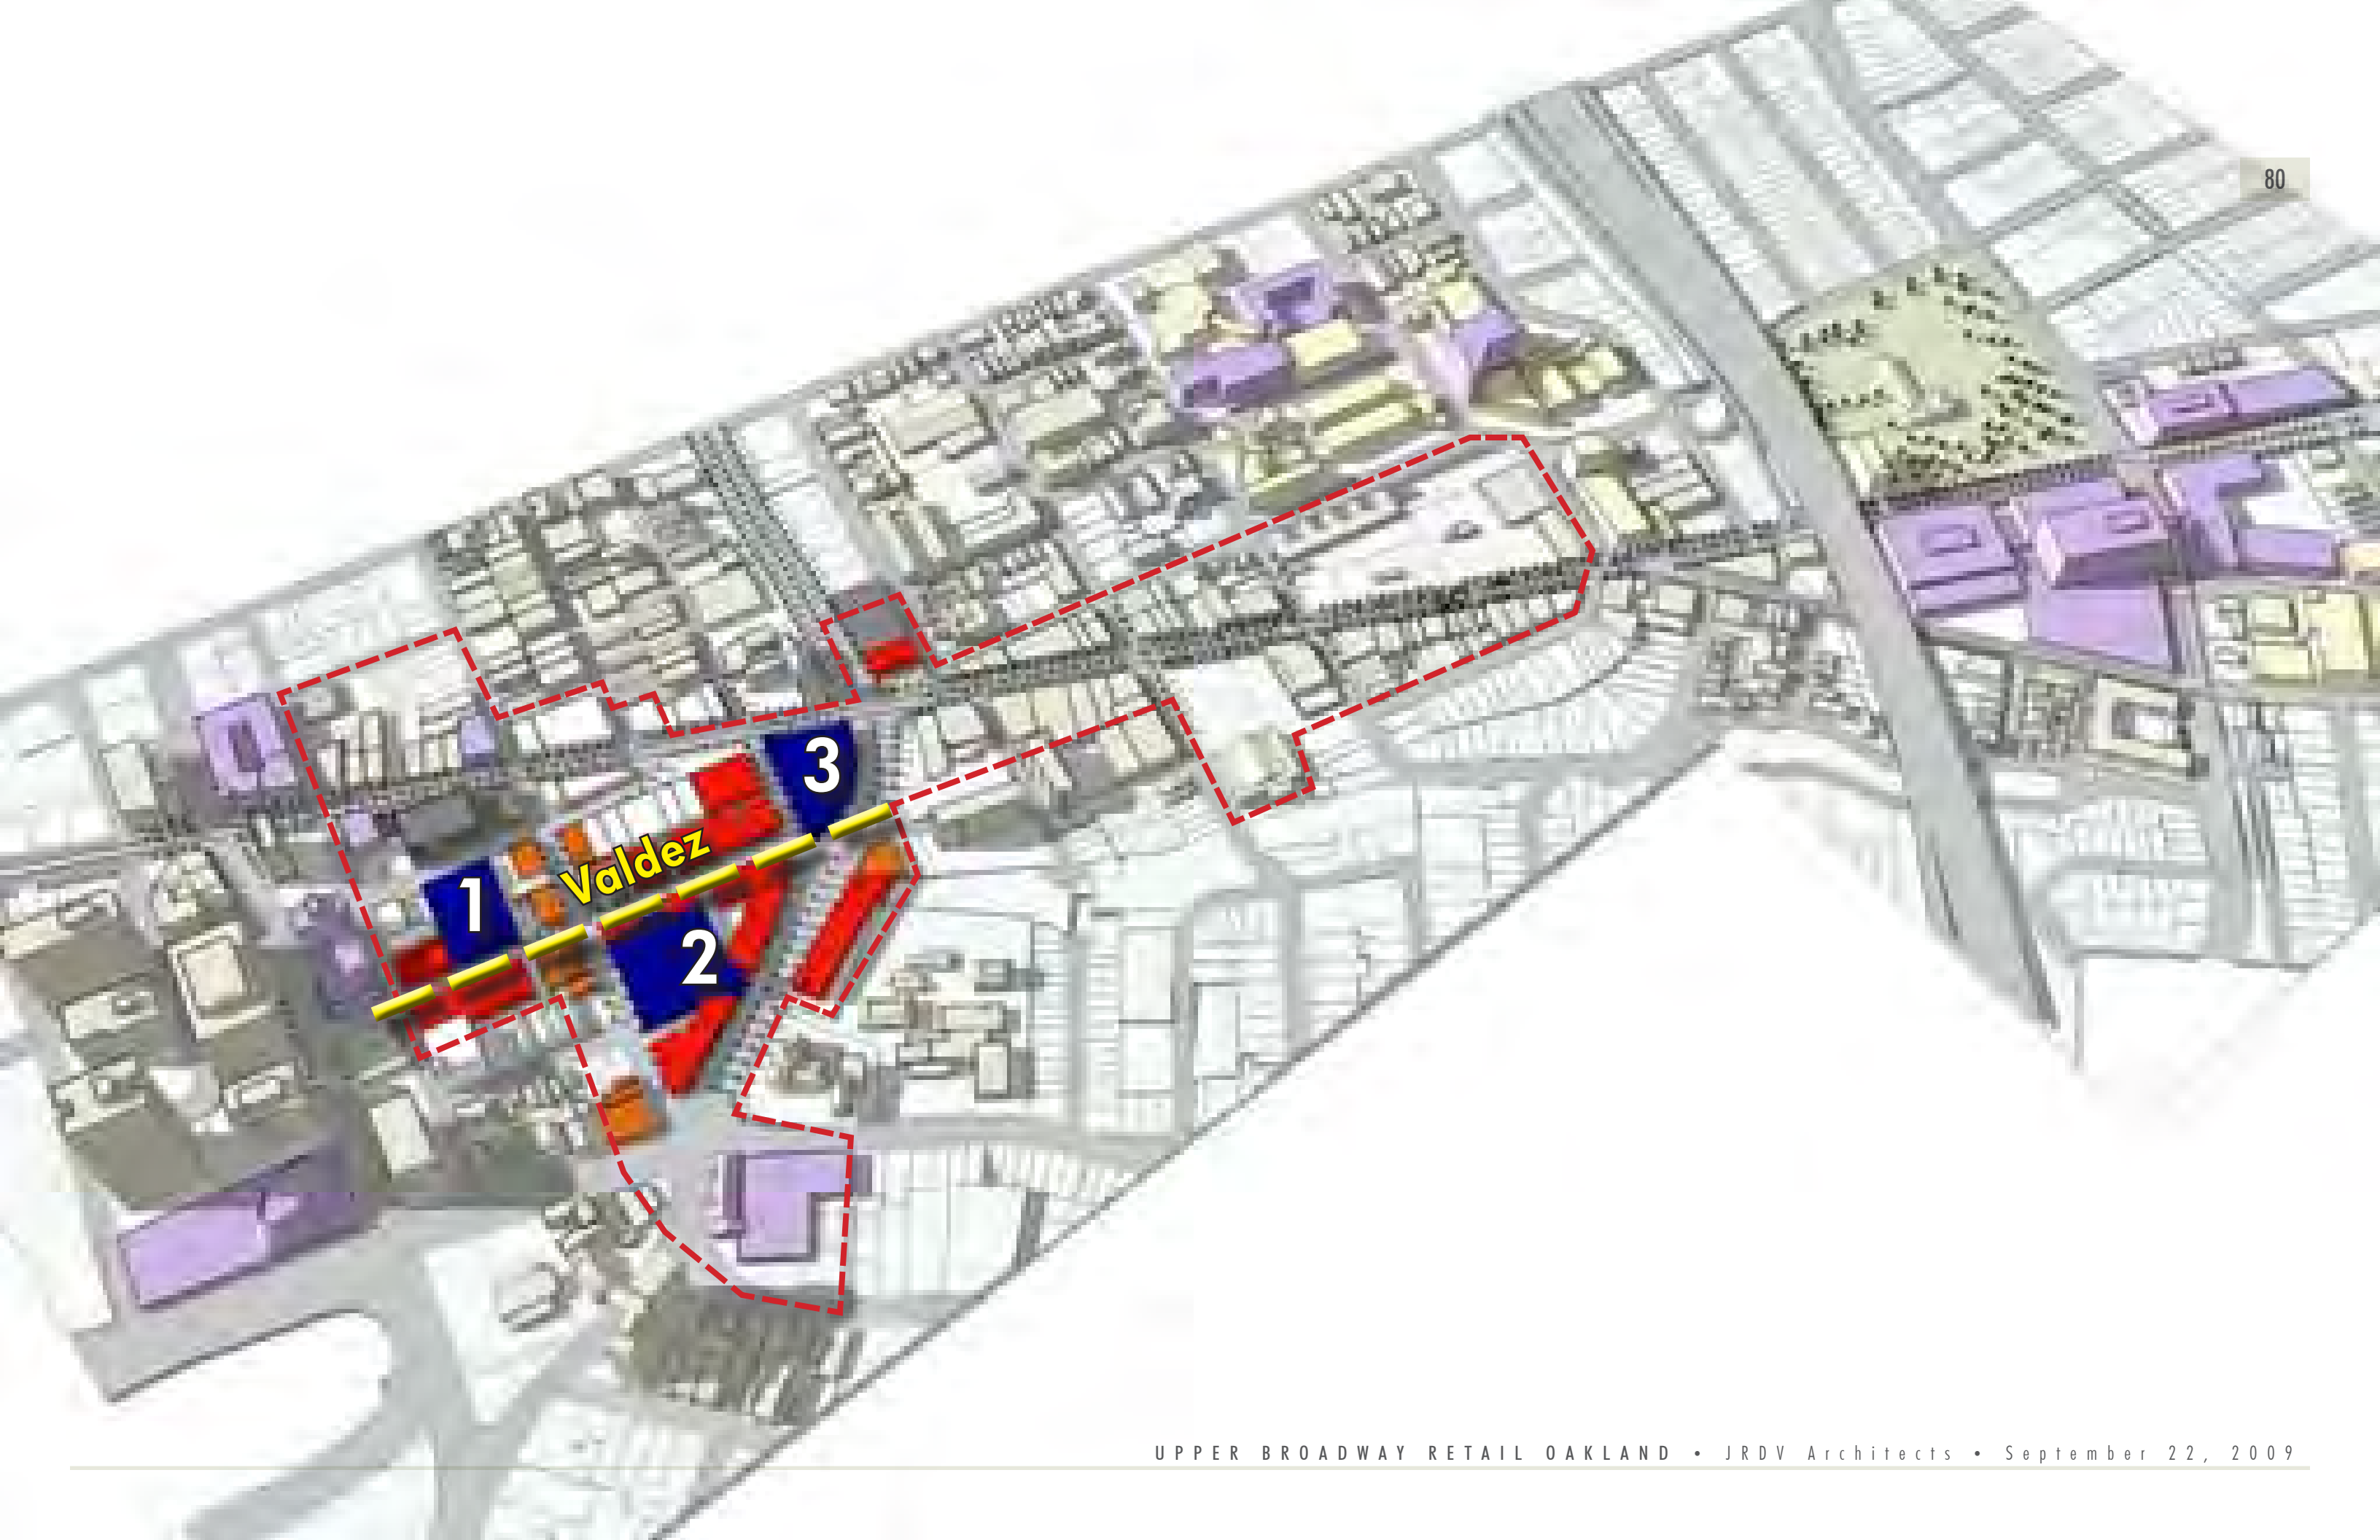 80
3
Valdez
1
2
UPPER BROADWAY RETAIL OAKLAND • JRDV Architects • September 22, 2009